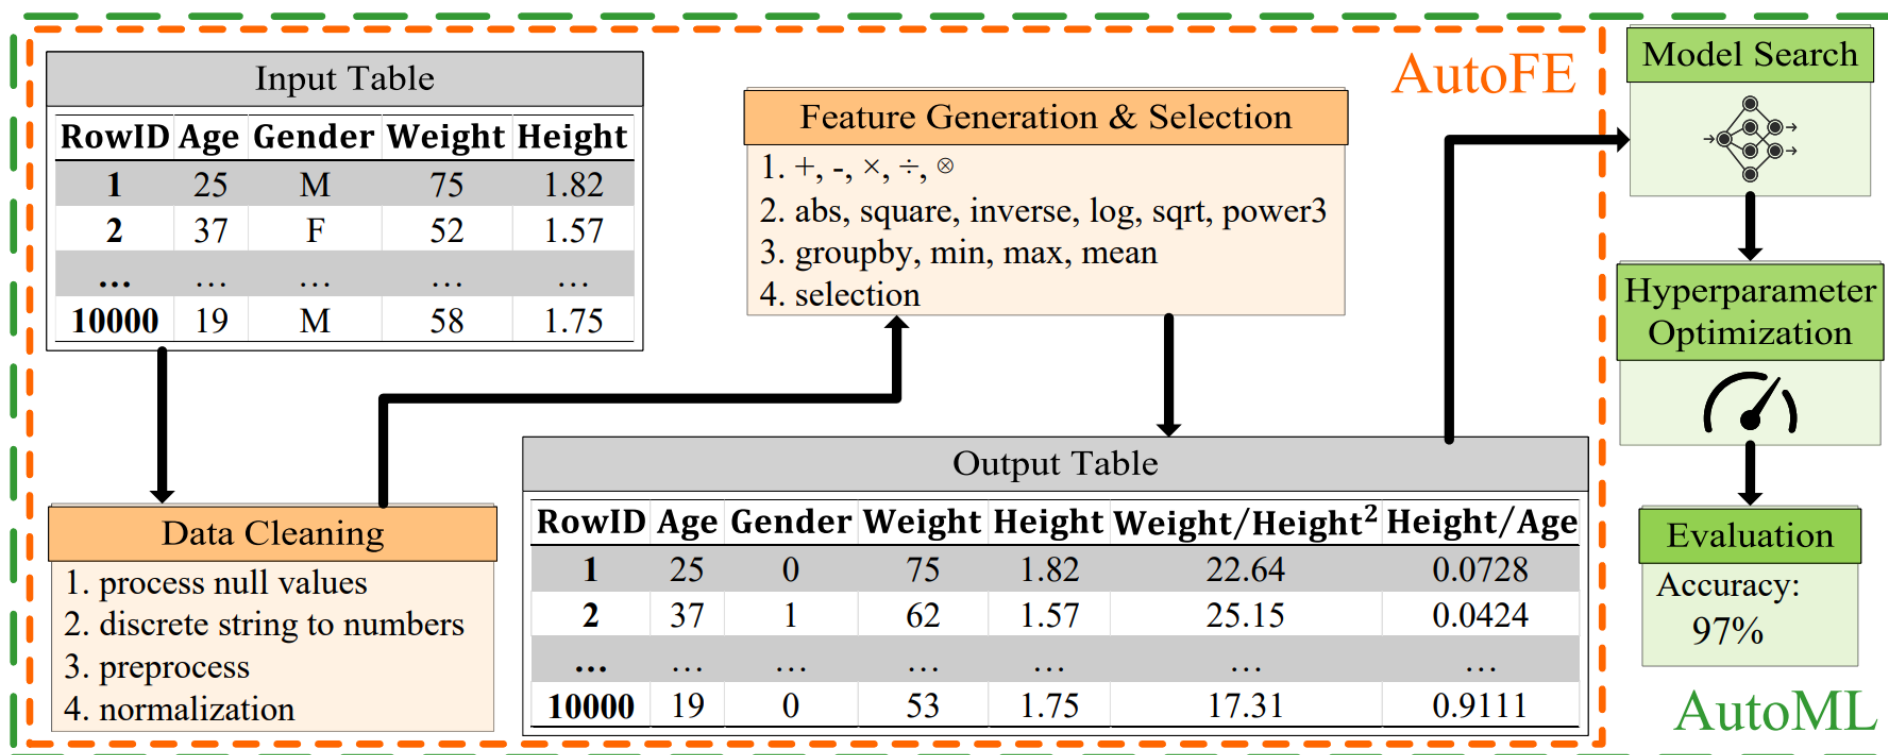 AutoFE
Input Table
RowID Age Gender Weight Height
1 25 M 75 1.82
2 37 F 52 1.57
... ... ... ... ...
10000 19 M 58 1.75
Data Cleaning
1. process null values
2. discrete string to numbers
3. preprocess
4. normalization
Feature Generation & Selection
1. +, -, ×, ÷, ⊗
2. abs, square, inverse, log, sqrt, power3
3. groupby, min, max, mean
4. selection
Output Table
RowID Age Gender Weight Height Weight/Height² Height/Age
1 25 0 75 1.82 22.64 0.0728
2 37 1 62 1.57 25.15 0.0424
... ... ... ... ... ... ...
10000 19 0 53 1.75 17.31 0.9111
Model Search
Hyperparameter
Optimization
Evaluation
Accuracy:
97%
AutoML